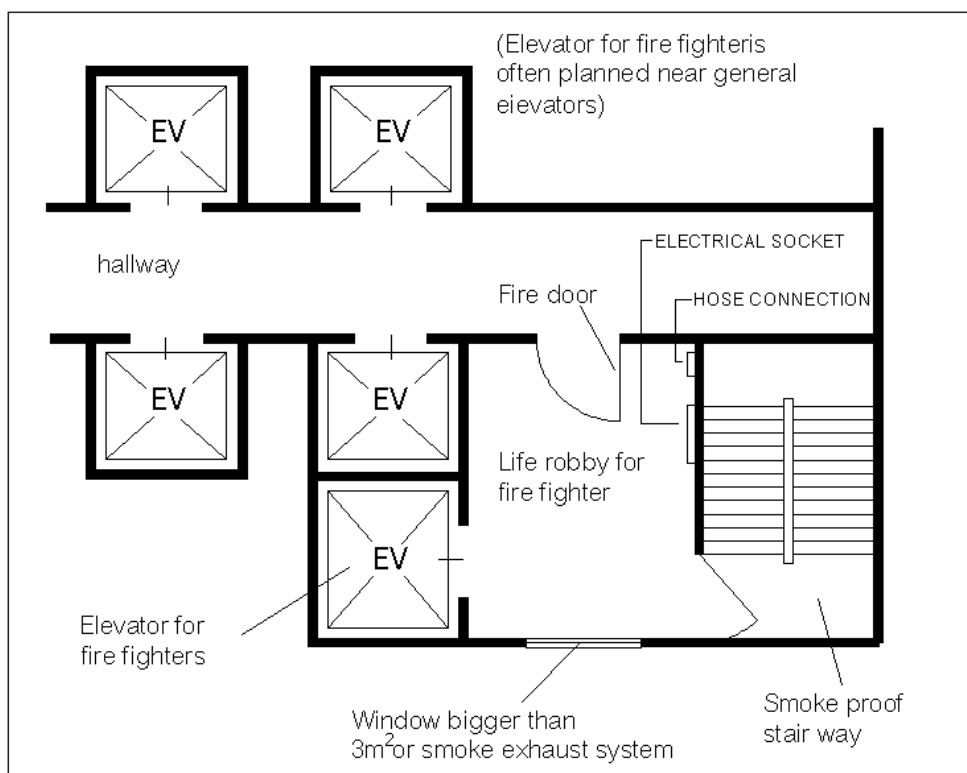 (Elevator for fire fighteris
often planned near general
eievators)
EV
EV
hallway
ELECTRICAL SOCKET
Fire door
HOSE CONNECTION
EV
EV
Life robby for
fire fighter
EV
Elevator for
fire fighters
Window bigger than
3m²or smoke exhaust system
Smoke proof
stair way